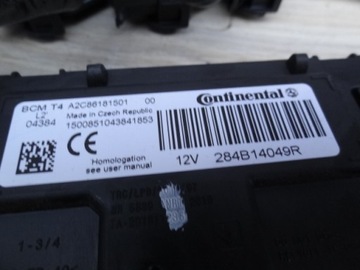 BCM T4 A2C86181501 00
LZ Made in Czech Republic
04384 1500851043841853
Continental
CE
Homologation
see user manual
12V 284B14049R
1-3/4